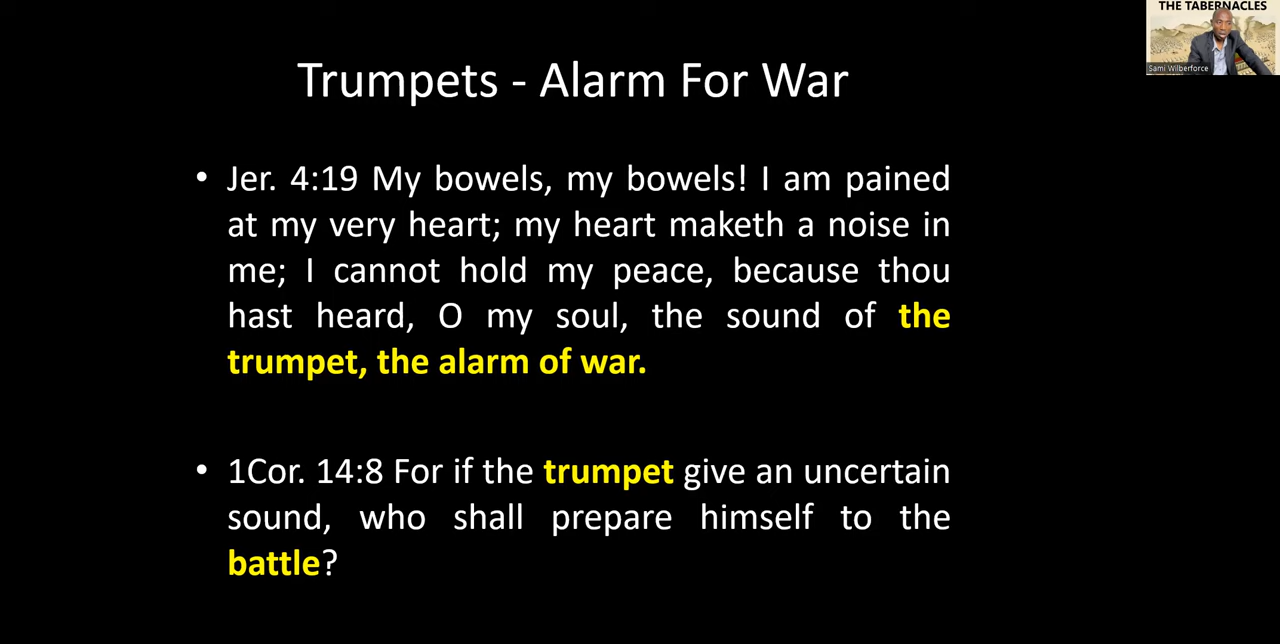 THE TABERNACLES
Sami Wilberforce
Trumpets - Alarm For War
• Jer. 4:19 My bowels, my bowels! I am pained
at my very heart; my heart maketh a noise in
me; I cannot hold my peace, because thou
hast heard, O my soul, the sound of the
trumpet, the alarm of war.
• 1Cor. 14:8 For if the trumpet give an uncertain
sound, who shall prepare himself to the
battle?